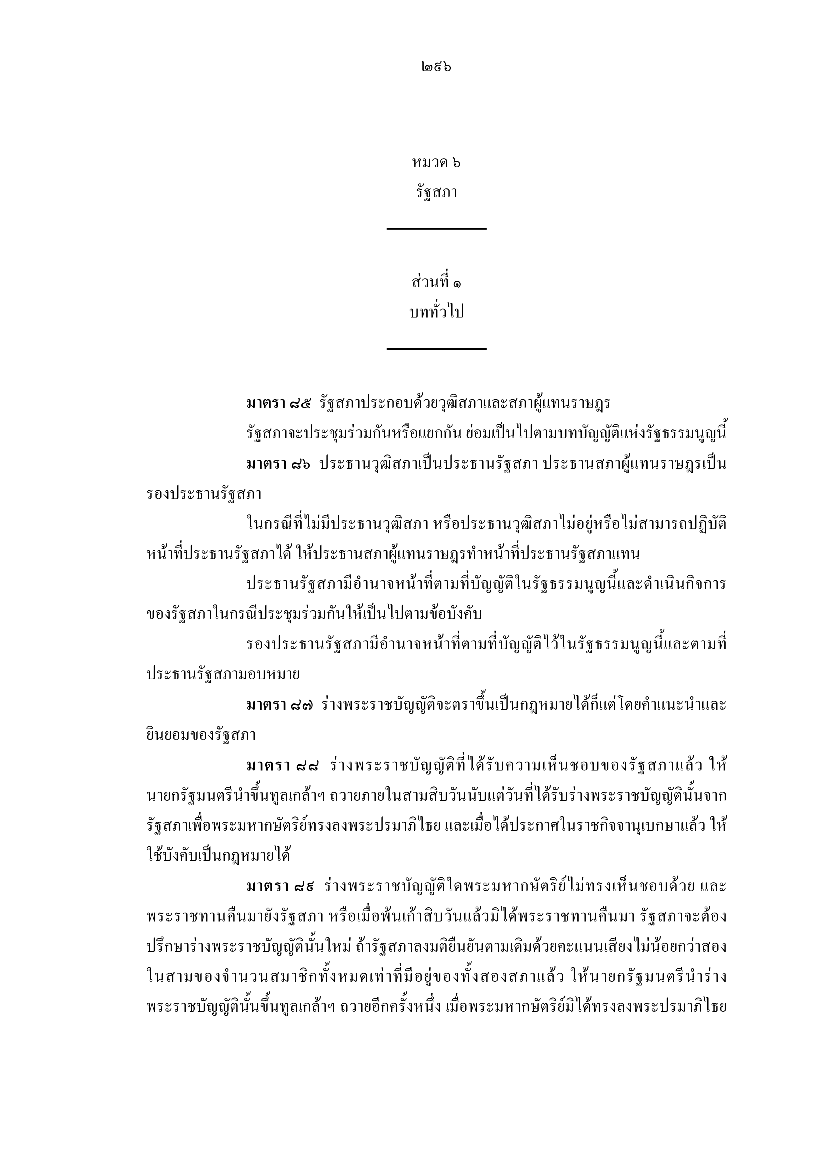 ๒๙๖
หมวด ๖
รัฐสภา
ส่วนที่ ๑
บททั่วไป
มาตรา ๘๕ รัฐสภาประกอบด้วยวุฒิสภาและสภาผู้แทนราษฎร
รัฐสภาจะประชุมร่วมกันหรือแยกกัน ย่อมเป็นไปตามบทบัญญัติแห่งรัฐธรรมนูญนี้
มาตรา ๘๖ ประธานวุฒิสภาเป็นประธานรัฐสภา ประธานสภาผู้แทนราษฎรเป็น
รองประธานรัฐสภา
ในกรณีที่ไม่มีประธานวุฒิสภา หรือประธานวุฒิสภาไม่อยู่หรือไม่สามารถปฏิบัติ
หน้าที่ประธานรัฐสภาได้ ให้ประธานสภาผู้แทนราษฎรทำหน้าที่ประธานรัฐสภาแทน
ประธานรัฐสภามีอำนาจหน้าที่ตามที่บัญญัติในรัฐธรรมนูญนี้และดำเนินกิจการ
ของรัฐสภาในกรณีประชุมร่วมกันให้เป็นไปตามข้อบังคับ
รองประธานรัฐสภามีอำนาจหน้าที่ตามที่บัญญัติไว้ในรัฐธรรมนูญนี้และตามที่
ประธานรัฐสภามอบหมาย
มาตรา ๘๗ ร่างพระราชบัญญัติจะตราขึ้นเป็นกฎหมายได้ก็แต่โดยคำแนะนำและ
ยินยอมของรัฐสภา
มาตรา ๘๘ ร่างพระราชบัญญัติที่ได้รับความเห็นชอบของรัฐสภาแล้ว ให้
นายกรัฐมนตรีนำขึ้นทูลเกล้าฯ ถวายภายในสามสิบวันนับแต่วันที่ได้รับร่างพระราชบัญญัตินั้นจาก
รัฐสภาเพื่อพระมหากษัตริย์ทรงลงพระปรมาภิไธย และเมื่อได้ประกาศในราชกิจจานุเบกษาแล้ว ให้
ใช้บังคับเป็นกฎหมายได้
มาตรา ๘๙ ร่างพระราชบัญญัติใดพระมหากษัตริย์ไม่ทรงเห็นชอบด้วย และ
พระราชทานคืนมายังรัฐสภา หรือเมื่อพ้นเก้าสิบวันแล้วมิได้พระราชทานคืนมา รัฐสภาจะต้อง
ปรึกษาร่างพระราชบัญญัตินั้นใหม่ ถ้ารัฐสภาลงมติยืนยันตามเดิมด้วยคะแนนเสียงไม่น้อยกว่าสอง
ในสามของจำนวนสมาชิกทั้งหมดเท่าที่มีอยู่ของทั้งสองสภาแล้ว ให้นายกรัฐมนตรีนำร่าง
พระราชบัญญัตินั้นขึ้นทูลเกล้าฯ ถวายอีกครั้งหนึ่ง เมื่อพระมหากษัตริย์มิได้ทรงลงพระปรมาภิไธย